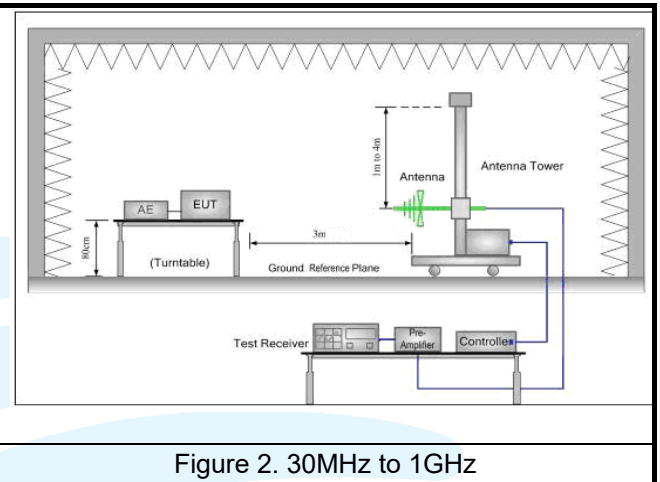 1m to 4m
Antenna
Antenna Tower
AE
EUT
80cm
(Turntable)
3m
Ground Reference Plane
Test Receiver
Pre-
Amplifier
Controller
Figure 2. 30MHz to 1GHz